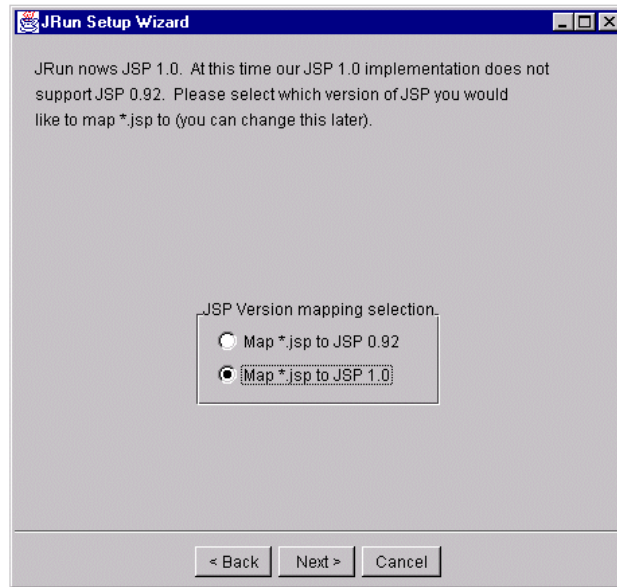 JRun Setup Wizard
JRun nows JSP 1.0. At this time our JSP 1.0 implementation does not
support JSP 0.92. Please select which version of JSP you would
like to map *.jsp to (you can change this later).
JSP Version mapping selection
Map *.jsp to JSP 0.92
Map *.jsp to JSP 1.0
< Back Next > Cancel